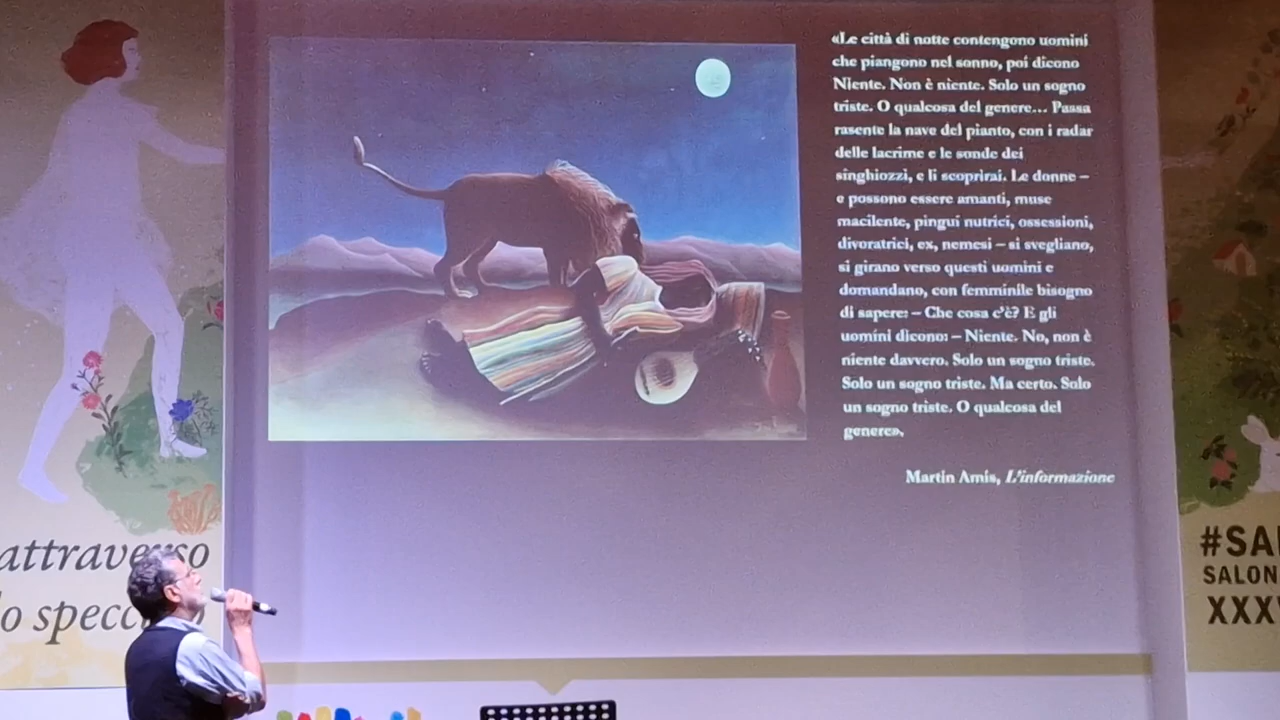 «Le città di notte contengono uomini
che piangono nel sonno, poi dicono
Niente. Non è niente. Solo un sogno
triste. O qualcosa del genere... Passa
rasente la nave del pianto, con i radar
delle lacrime e le sonde dei
singhiozzi, e li scoprirai. Le donne –
e possono essere amanti, muse
macilente, pingui nutrici, ossessioni,
divoratrici, ex, nemesi – si svegliano,
si girano verso questi uomini e
domandano, con femminile bisogno
di sapere: – Che cosa c'è? E gli
uomini dicono: – Niente. No, non è
niente davvero. Solo un sogno triste.
Solo un sogno triste. Ma certo. Solo
un sogno triste. O qualcosa del
genere».
Martin Amis, L'informazione
attraverso
lo specc
#SA
SALON
XXX